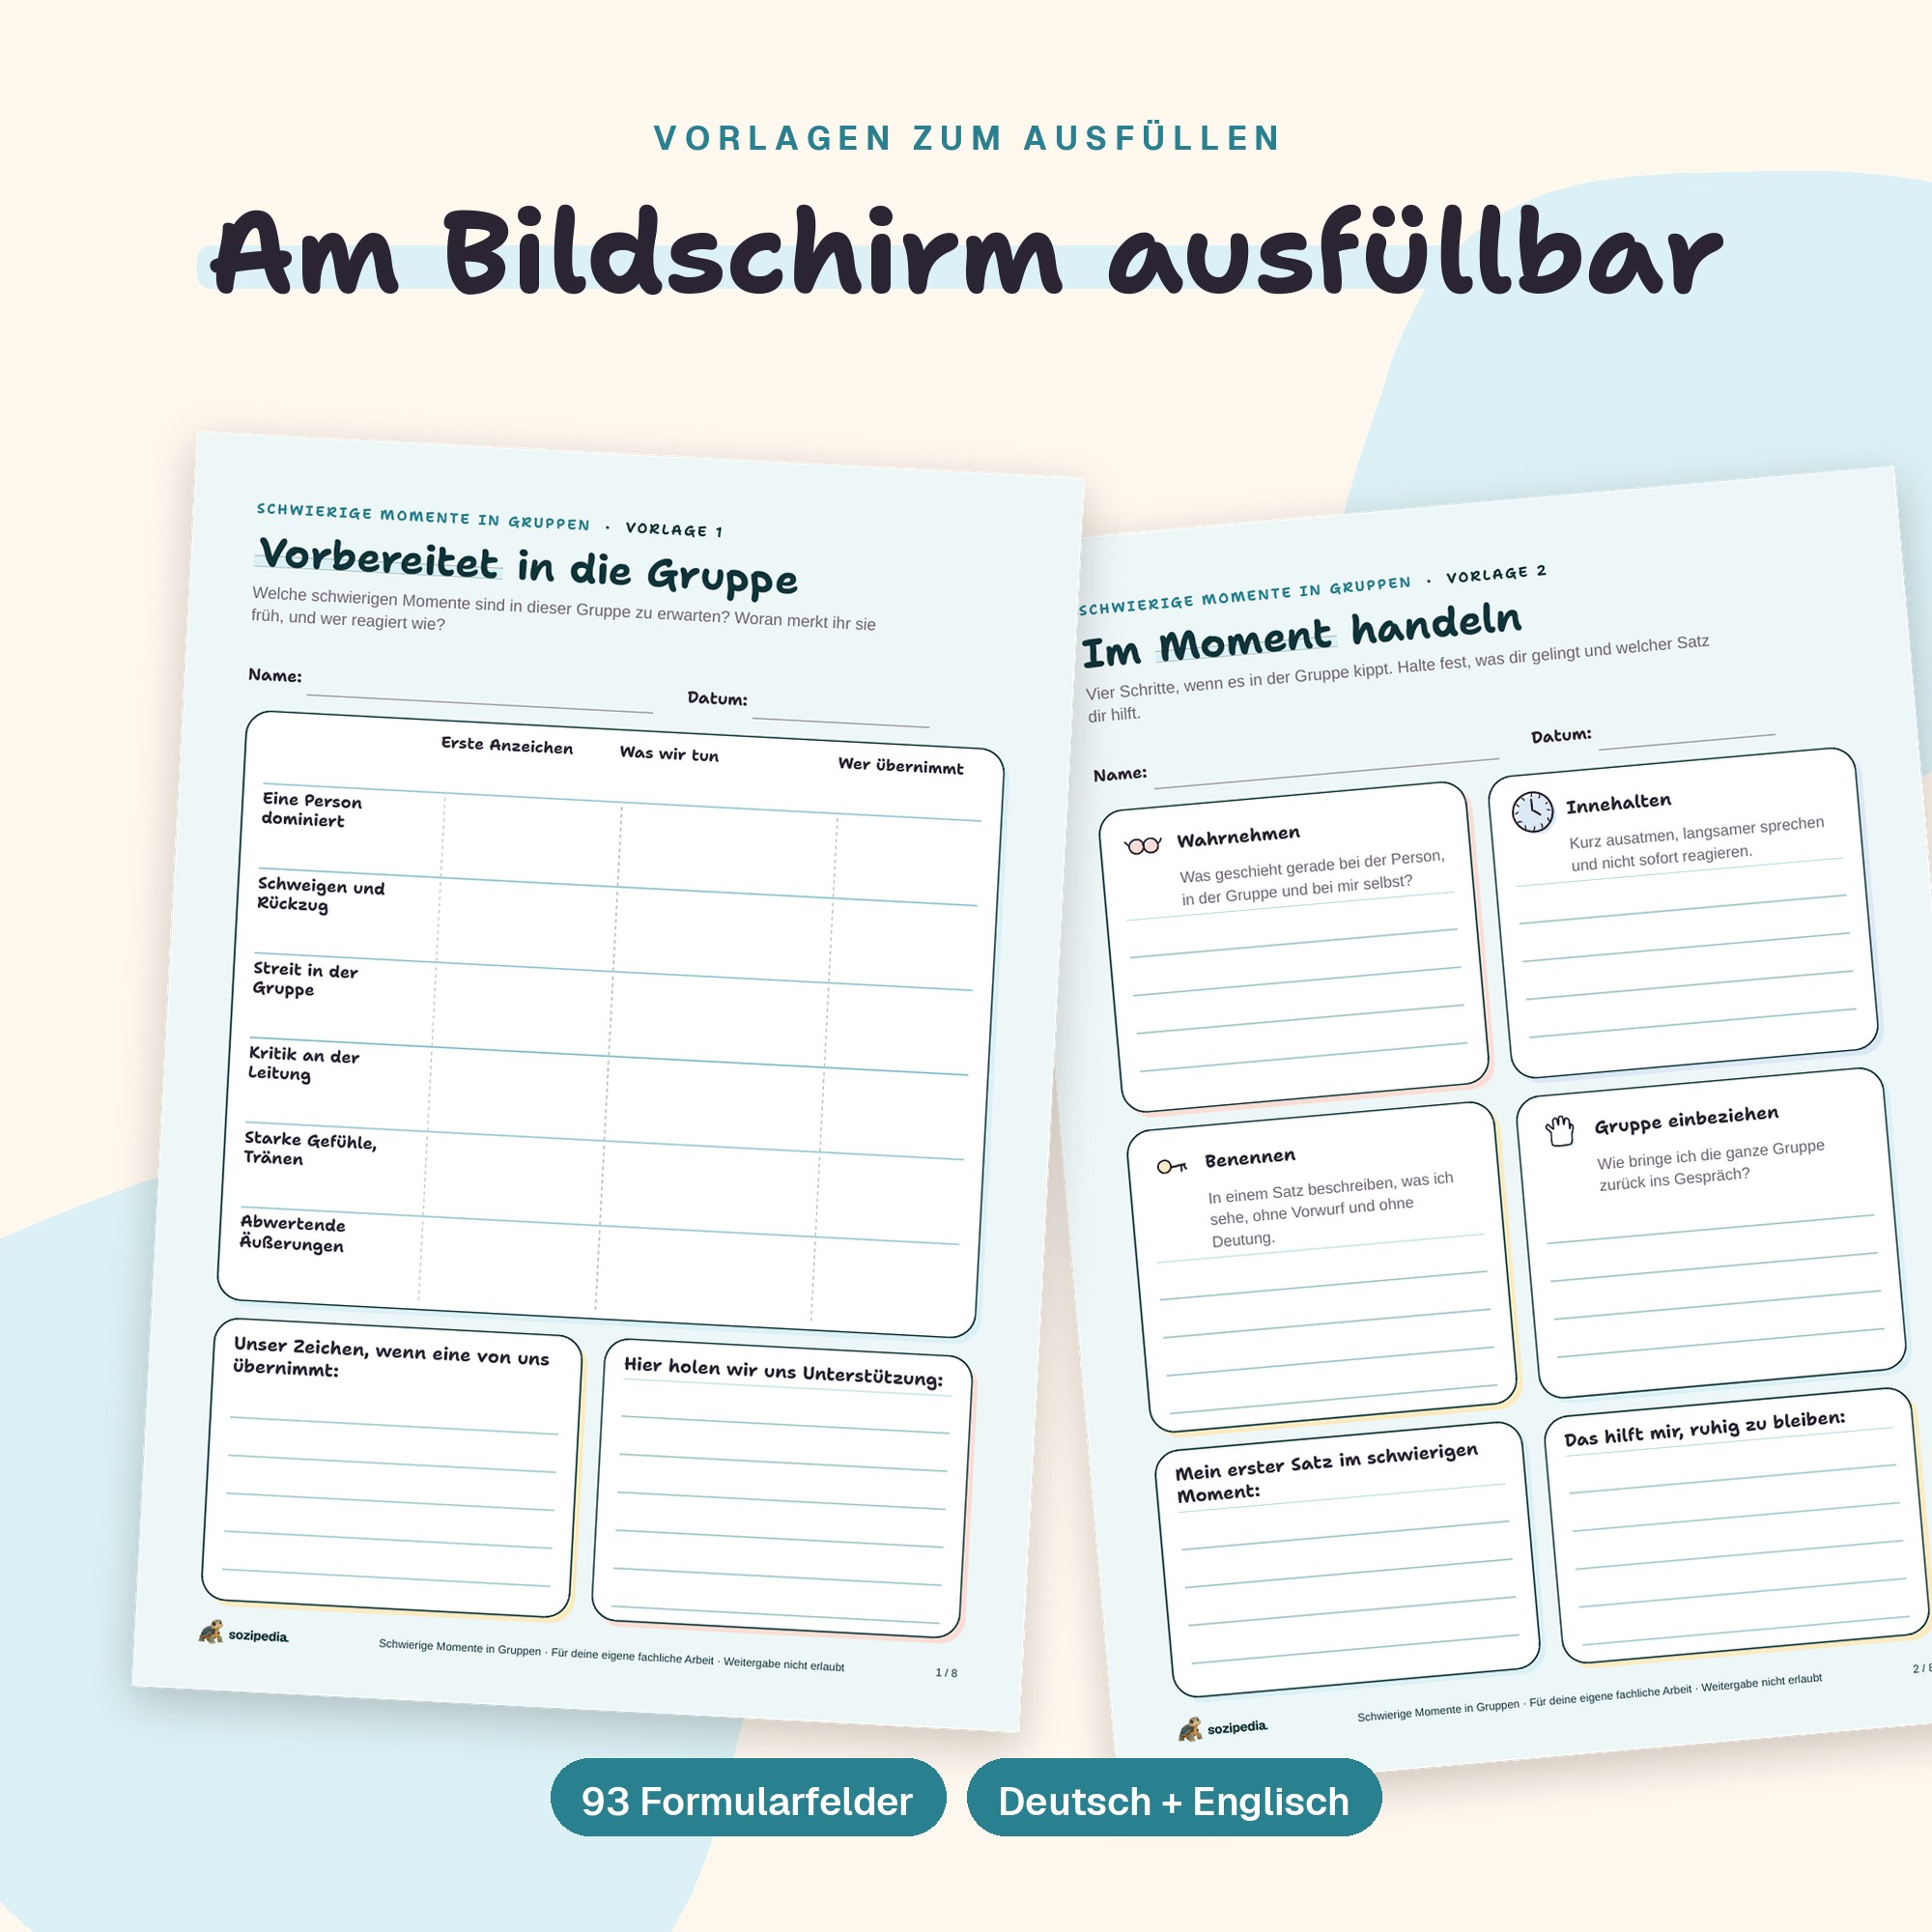 VORLAGEN ZUM AUSFÜLLEN
Am Bildschirm ausfüllbar
SCHWIERIGE MOMENTE IN GRUPPEN · VORLAGE 1
Vorbereitet in die Gruppe
Welche schwierigen Momente sind in dieser Gruppe zu erwarten? Woran merkt ihr sie
früh, und wer reagiert wie?
Name:
Datum:
Erste Anzeichen
Was wir tun
Wer übernimmt
Eine Person
dominiert
Schweigen und
Rückzug
Streit in der
Gruppe
Kritik an der
Leitung
Starke Gefühle,
Tränen
Abwertende
Äußerungen
Unser Zeichen, wenn eine von uns
übernimmt:
Hier holen wir uns Unterstützung:
sozipedia.
Schwierige Momente in Gruppen · Für deine eigene fachliche Arbeit · Weitergabe nicht erlaubt
1 / 8
SCHWIERIGE MOMENTE IN GRUPPEN · VORLAGE 2
Im Moment handeln
Vier Schritte, wenn es in der Gruppe kippt. Halte fest, was dir gelingt und welcher Satz
dir hilft.
Name:
Datum:
Wahrnehmen
Was geschieht gerade bei der Person,
in der Gruppe und bei mir selbst?
Innehalten
Kurz ausatmen, langsamer sprechen
und nicht sofort reagieren.
Benennen
In einem Satz beschreiben, was ich
sehe, ohne Vorwurf und ohne
Deutung.
Gruppe einbeziehen
Wie bringe ich die ganze Gruppe
zurück ins Gespräch?
Mein erster Satz im schwierigen
Moment:
Das hilft mir, ruhig zu bleiben:
sozipedia.
Schwierige Momente in Gruppen · Für deine eigene fachliche Arbeit · Weitergabe nicht erlaubt
2 / 8
93 Formularfelder
Deutsch + Englisch